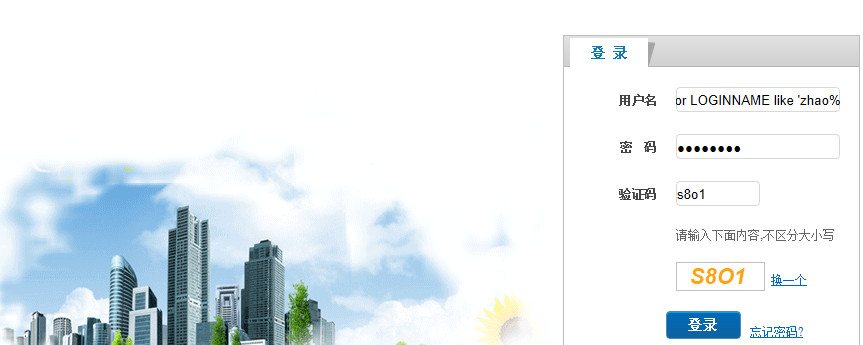 登 录
用户名 or LOGINNAME like 'zhao%
密 码 ••••••••
验证码 s8o1
请输入下面内容,不区分大小写
S8O1 换一个
登录 忘记密码?